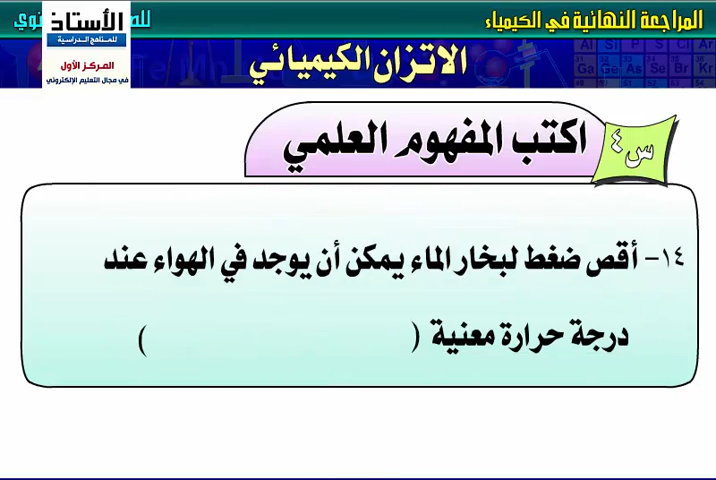 المراجعة النهائية في الكيمياء
الأستاذ
للمناهج الدراسية
المركز الأول
في مجال التعليم الإلكتروني
الاتزان الكيميائي
س٤
اكتب المفهوم العلمي
١٤- أقص ضغط لبخار الماء يمكن أن يوجد في الهواء عند
درجة حرارة معنية ( )